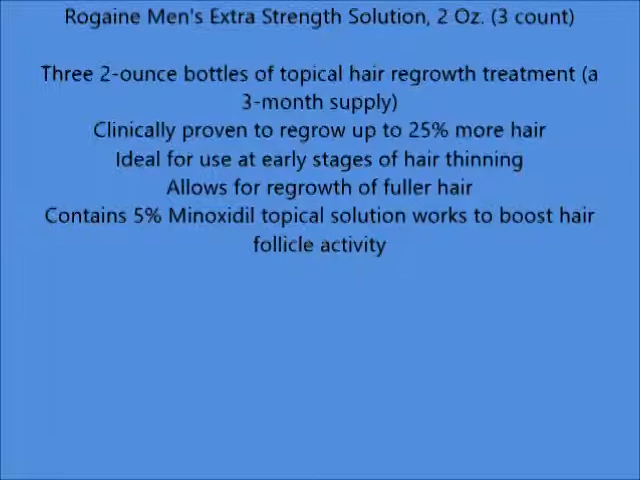 Rogaine Men's Extra Strength Solution, 2 Oz. (3 count)
Three 2-ounce bottles of topical hair regrowth treatment (a
3-month supply)
Clinically proven to regrow up to 25% more hair
Ideal for use at early stages of hair thinning
Allows for regrowth of fuller hair
Contains 5% Minoxidil topical solution works to boost hair
follicle activity